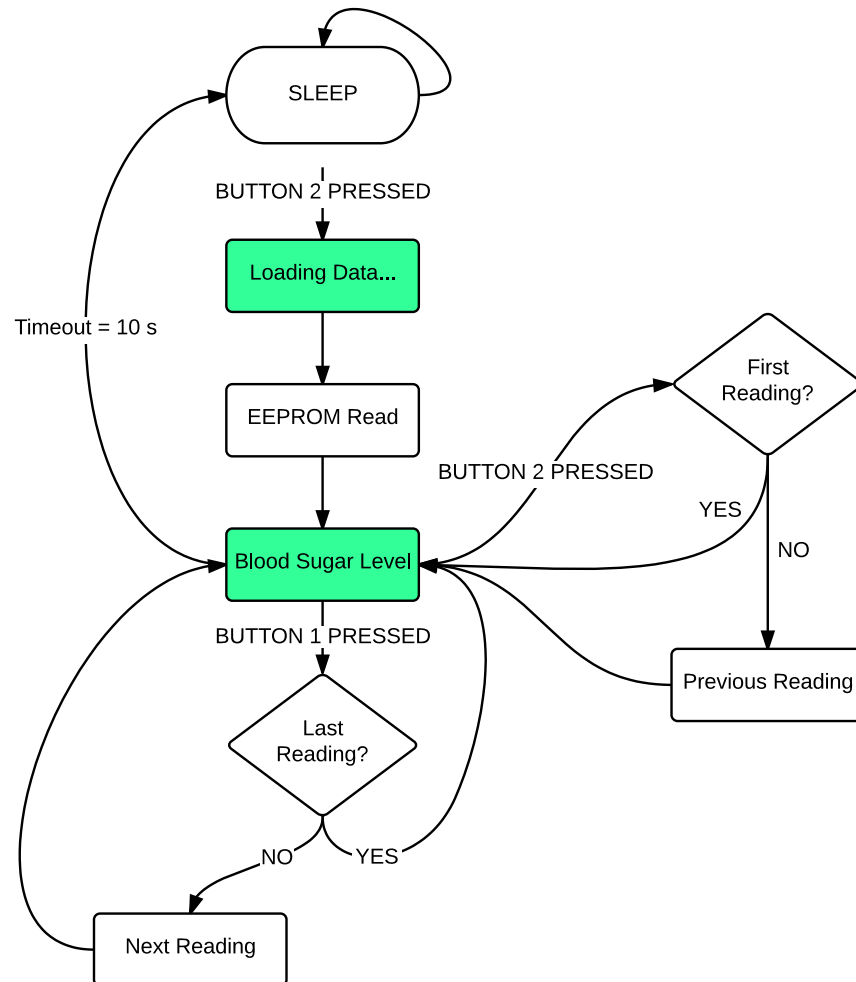 SLEEP
BUTTON 2 PRESSED
Loading Data...
Timeout = 10 s
First
Reading?
EEPROM Read
BUTTON 2 PRESSED
YES
NO
Blood Sugar Level
BUTTON 1 PRESSED
Previous Reading
Last
Reading?
NO
YES
Next Reading